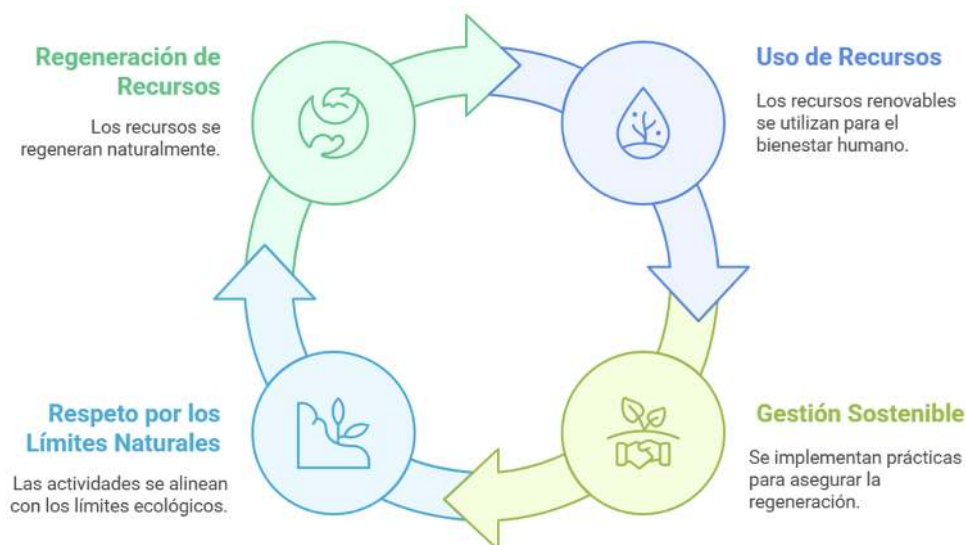 Regeneración de
Recursos
Los recursos se
regeneran naturalmente.
Uso de Recursos
Los recursos renovables
se utilizan para el
bienestar humano.
Respeto por los
Límites Naturales
Las actividades se alinean
con los límites ecológicos.
Gestión Sostenible
Se implementan prácticas
para asegurar la
regeneración.